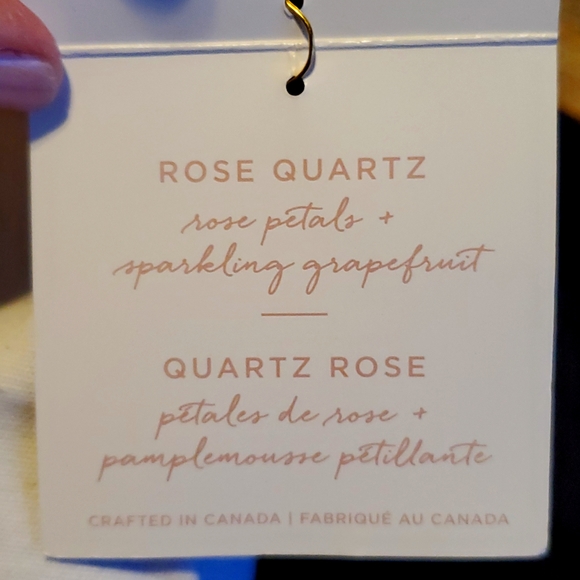 ROSE QUARTZ
rose petals +
sparkling grapefruit
QUARTZ ROSE
pétales de rose +
pamplemousse pétillante
CRAFTED IN CANADA | FABRIQUÉ AU CANADA